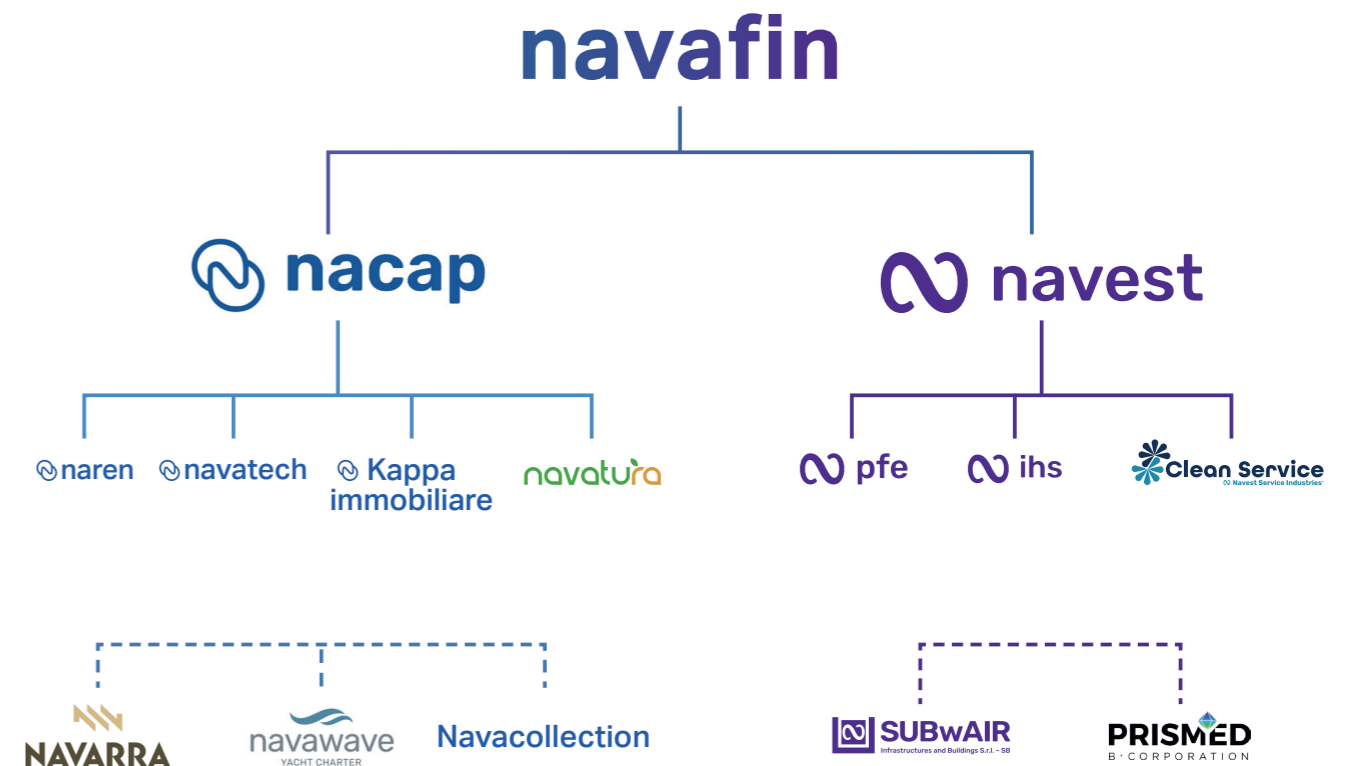 navafin
nacap
navest
naren
navatech
Kappa
immobiliare
navatura
pfe
ihs
Clean Service
Navest Service Industries
NAVARRA
navawave
YACHT CHARTER
Navacollection
SUBwAIR
Infrastructures and Buildings S.r.l. - SB
PRISMED
B·CORPORATION